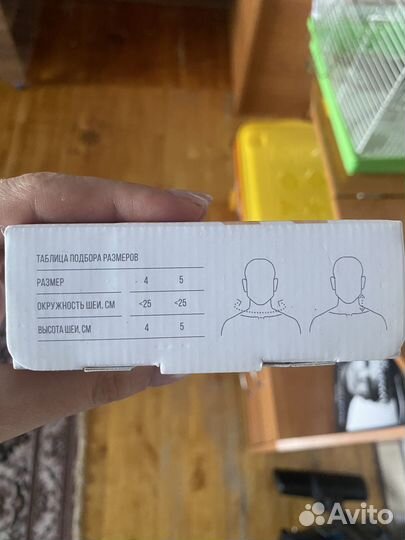 ТАБЛИЦА ПОДБОРА РАЗМЕРОВ
РАЗМЕР 4 5
ОКРУЖНОСТЬ ШЕИ, СМ <25 <25
ВЫСОТА ШЕИ, СМ 4 5
Avito